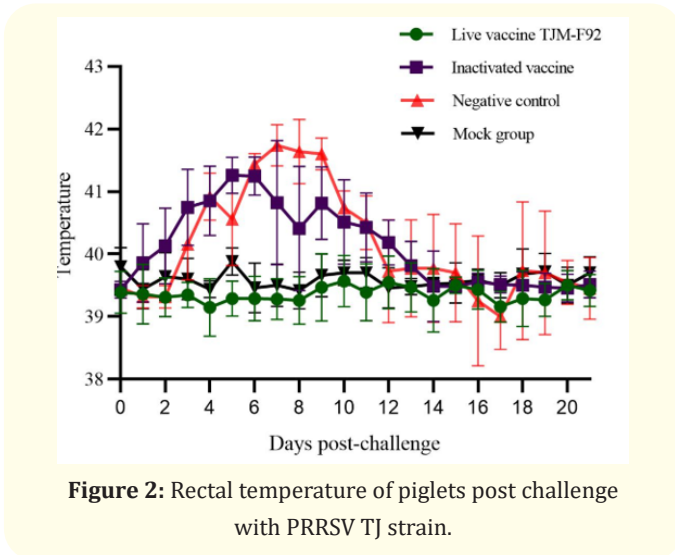 Live vaccine TJM-F92
Inactivated vaccine
Negative control
Mock group
43
42
41
40
39
38
Temperature
0 2 4 6 8 10 12 14 16 18 20
Days post-challenge
Figure 2: Rectal temperature of piglets post challenge
with PRRSV TJ strain.